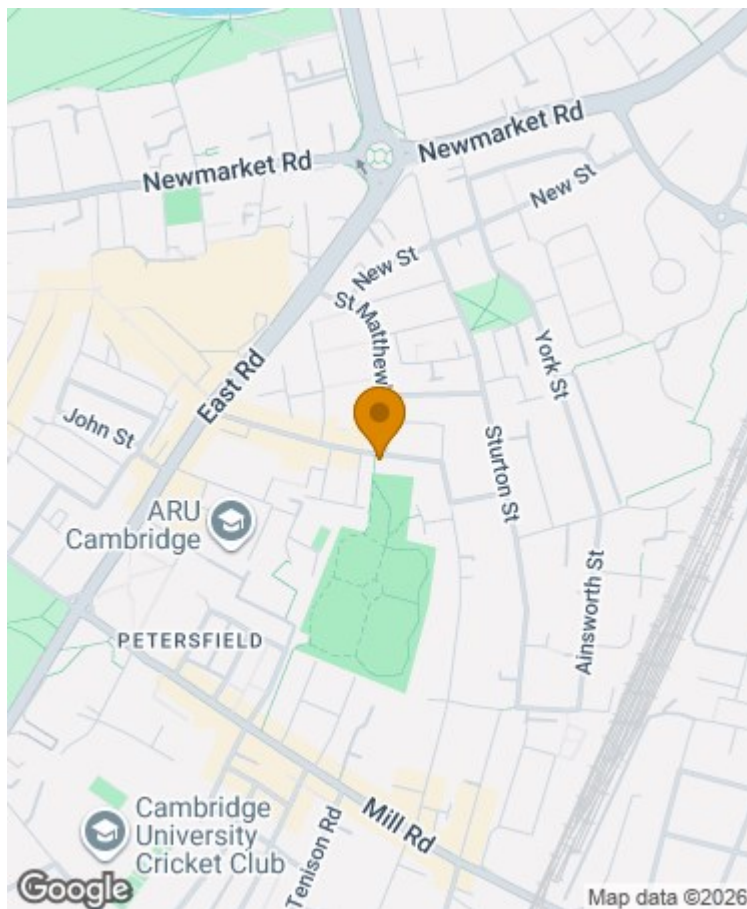 Newmarket Rd
Newmarket Rd
New St
New St
St Matthew
York St
East Rd
John St
Sturton St
ARU
Cambridge
Ainsworth St
PETERSFIELD
Mill Rd
Tenison Rd
Cambridge
University
Cricket Club
Google
Map data ©2026